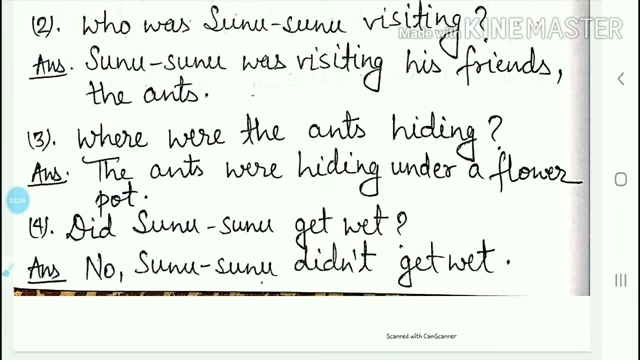 (2). Who was Sunu-sunu visiting?
Made with KINEMASTER
Ans. Sunu-sunu was visiting his friends,
the ants.
(3). Where were the ants hiding?
Ans. The ants were hiding under a flower
pot.
(4). Did Sunu-sunu get wet?
Ans No, Sunu-sunu didn't get wet.
Scanned with CamScanner